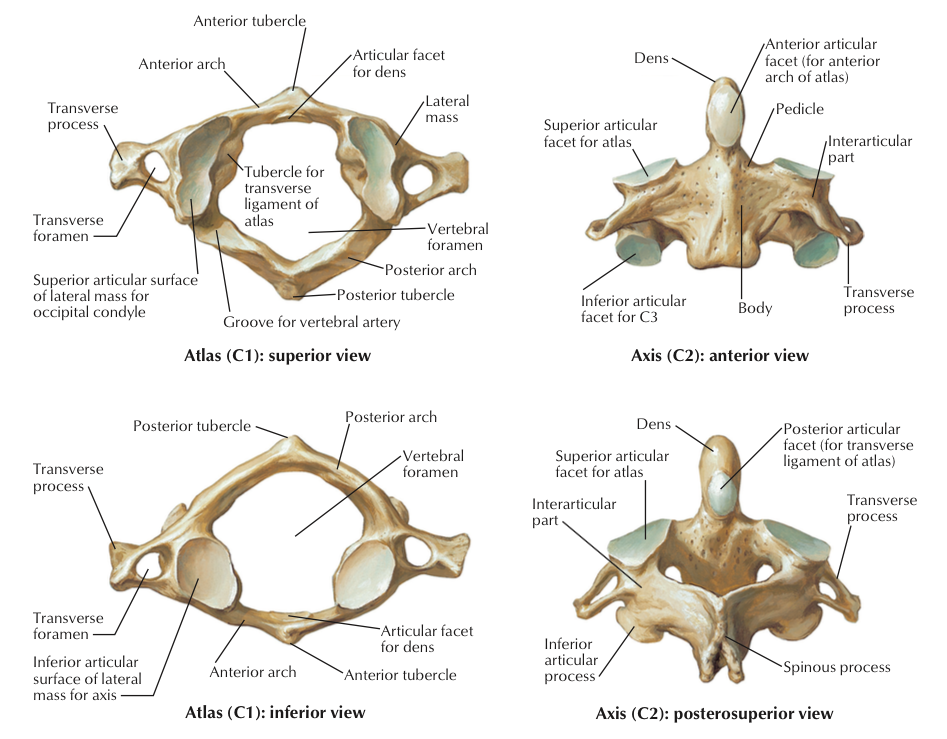 Anterior tubercle
Anterior arch
Articular facet
for dens
Transverse
process
Lateral
mass
Tubercle for
transverse
ligament of
atlas
Transverse
foramen
Vertebral
foramen
Superior articular surface
of lateral mass for
occipital condyle
Posterior arch
Posterior tubercle
Groove for vertebral artery
Atlas (C1): superior view
Dens
Anterior articular
facet (for anterior
arch of atlas)
Pedicle
Superior articular
facet for atlas
Interarticular
part
Inferior articular
facet for C3
Body
Transverse
process
Axis (C2): anterior view
Posterior tubercle
Posterior arch
Vertebral
foramen
Transverse
process
Transverse
foramen
Inferior articular
surface of lateral
mass for axis
Anterior arch
Articular facet
for dens
Anterior tubercle
Atlas (C1): inferior view
Dens
Posterior articular
facet (for transverse
ligament of atlas)
Superior articular
facet for atlas
Interarticular
part
Transverse
process
Inferior
articular
process
Spinous process
Axis (C2): posterosuperior view